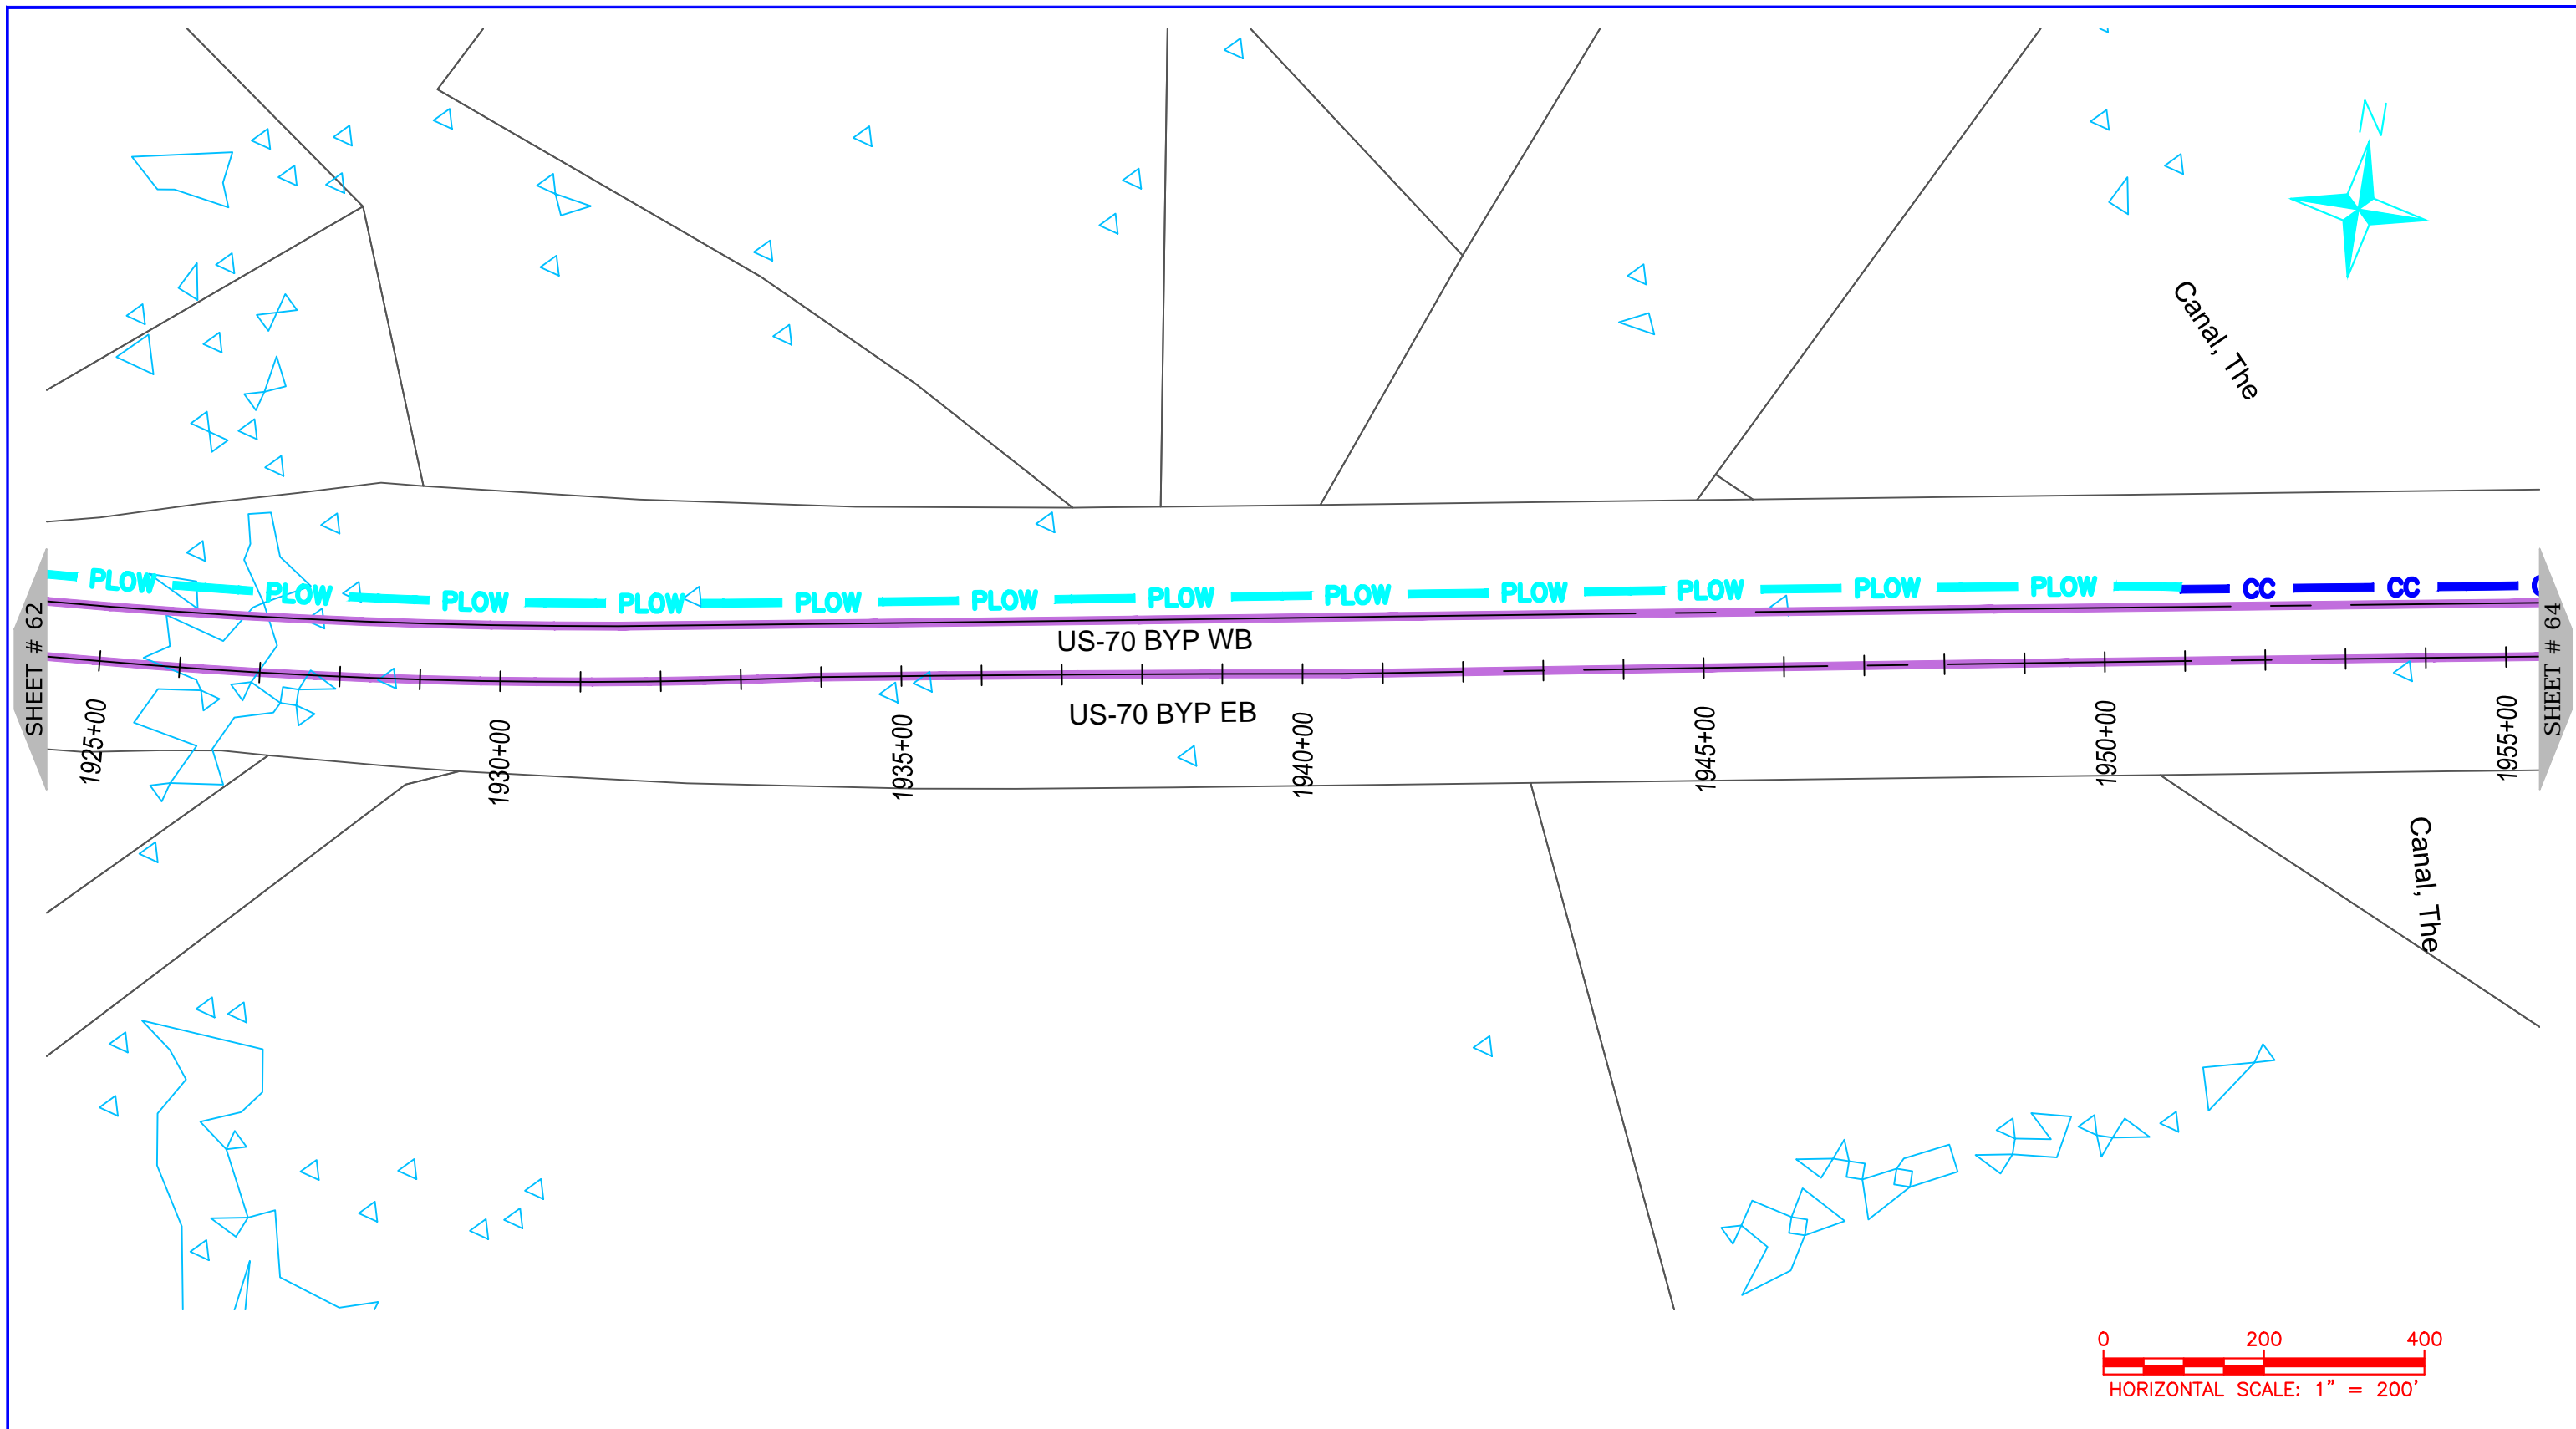 N
Canal, The
PLOW PLOW PLOW PLOW PLOW PLOW PLOW PLOW PLOW PLOW PLOW PLOW CC CC
SHEET # 62
SHEET # 64
US-70 BYP WB
US-70 BYP EB
1925+00
1930+00
1935+00
1940+00
1945+00
1950+00
1955+00
Canal, The
0 200 400
HORIZONTAL SCALE: 1" = 200'